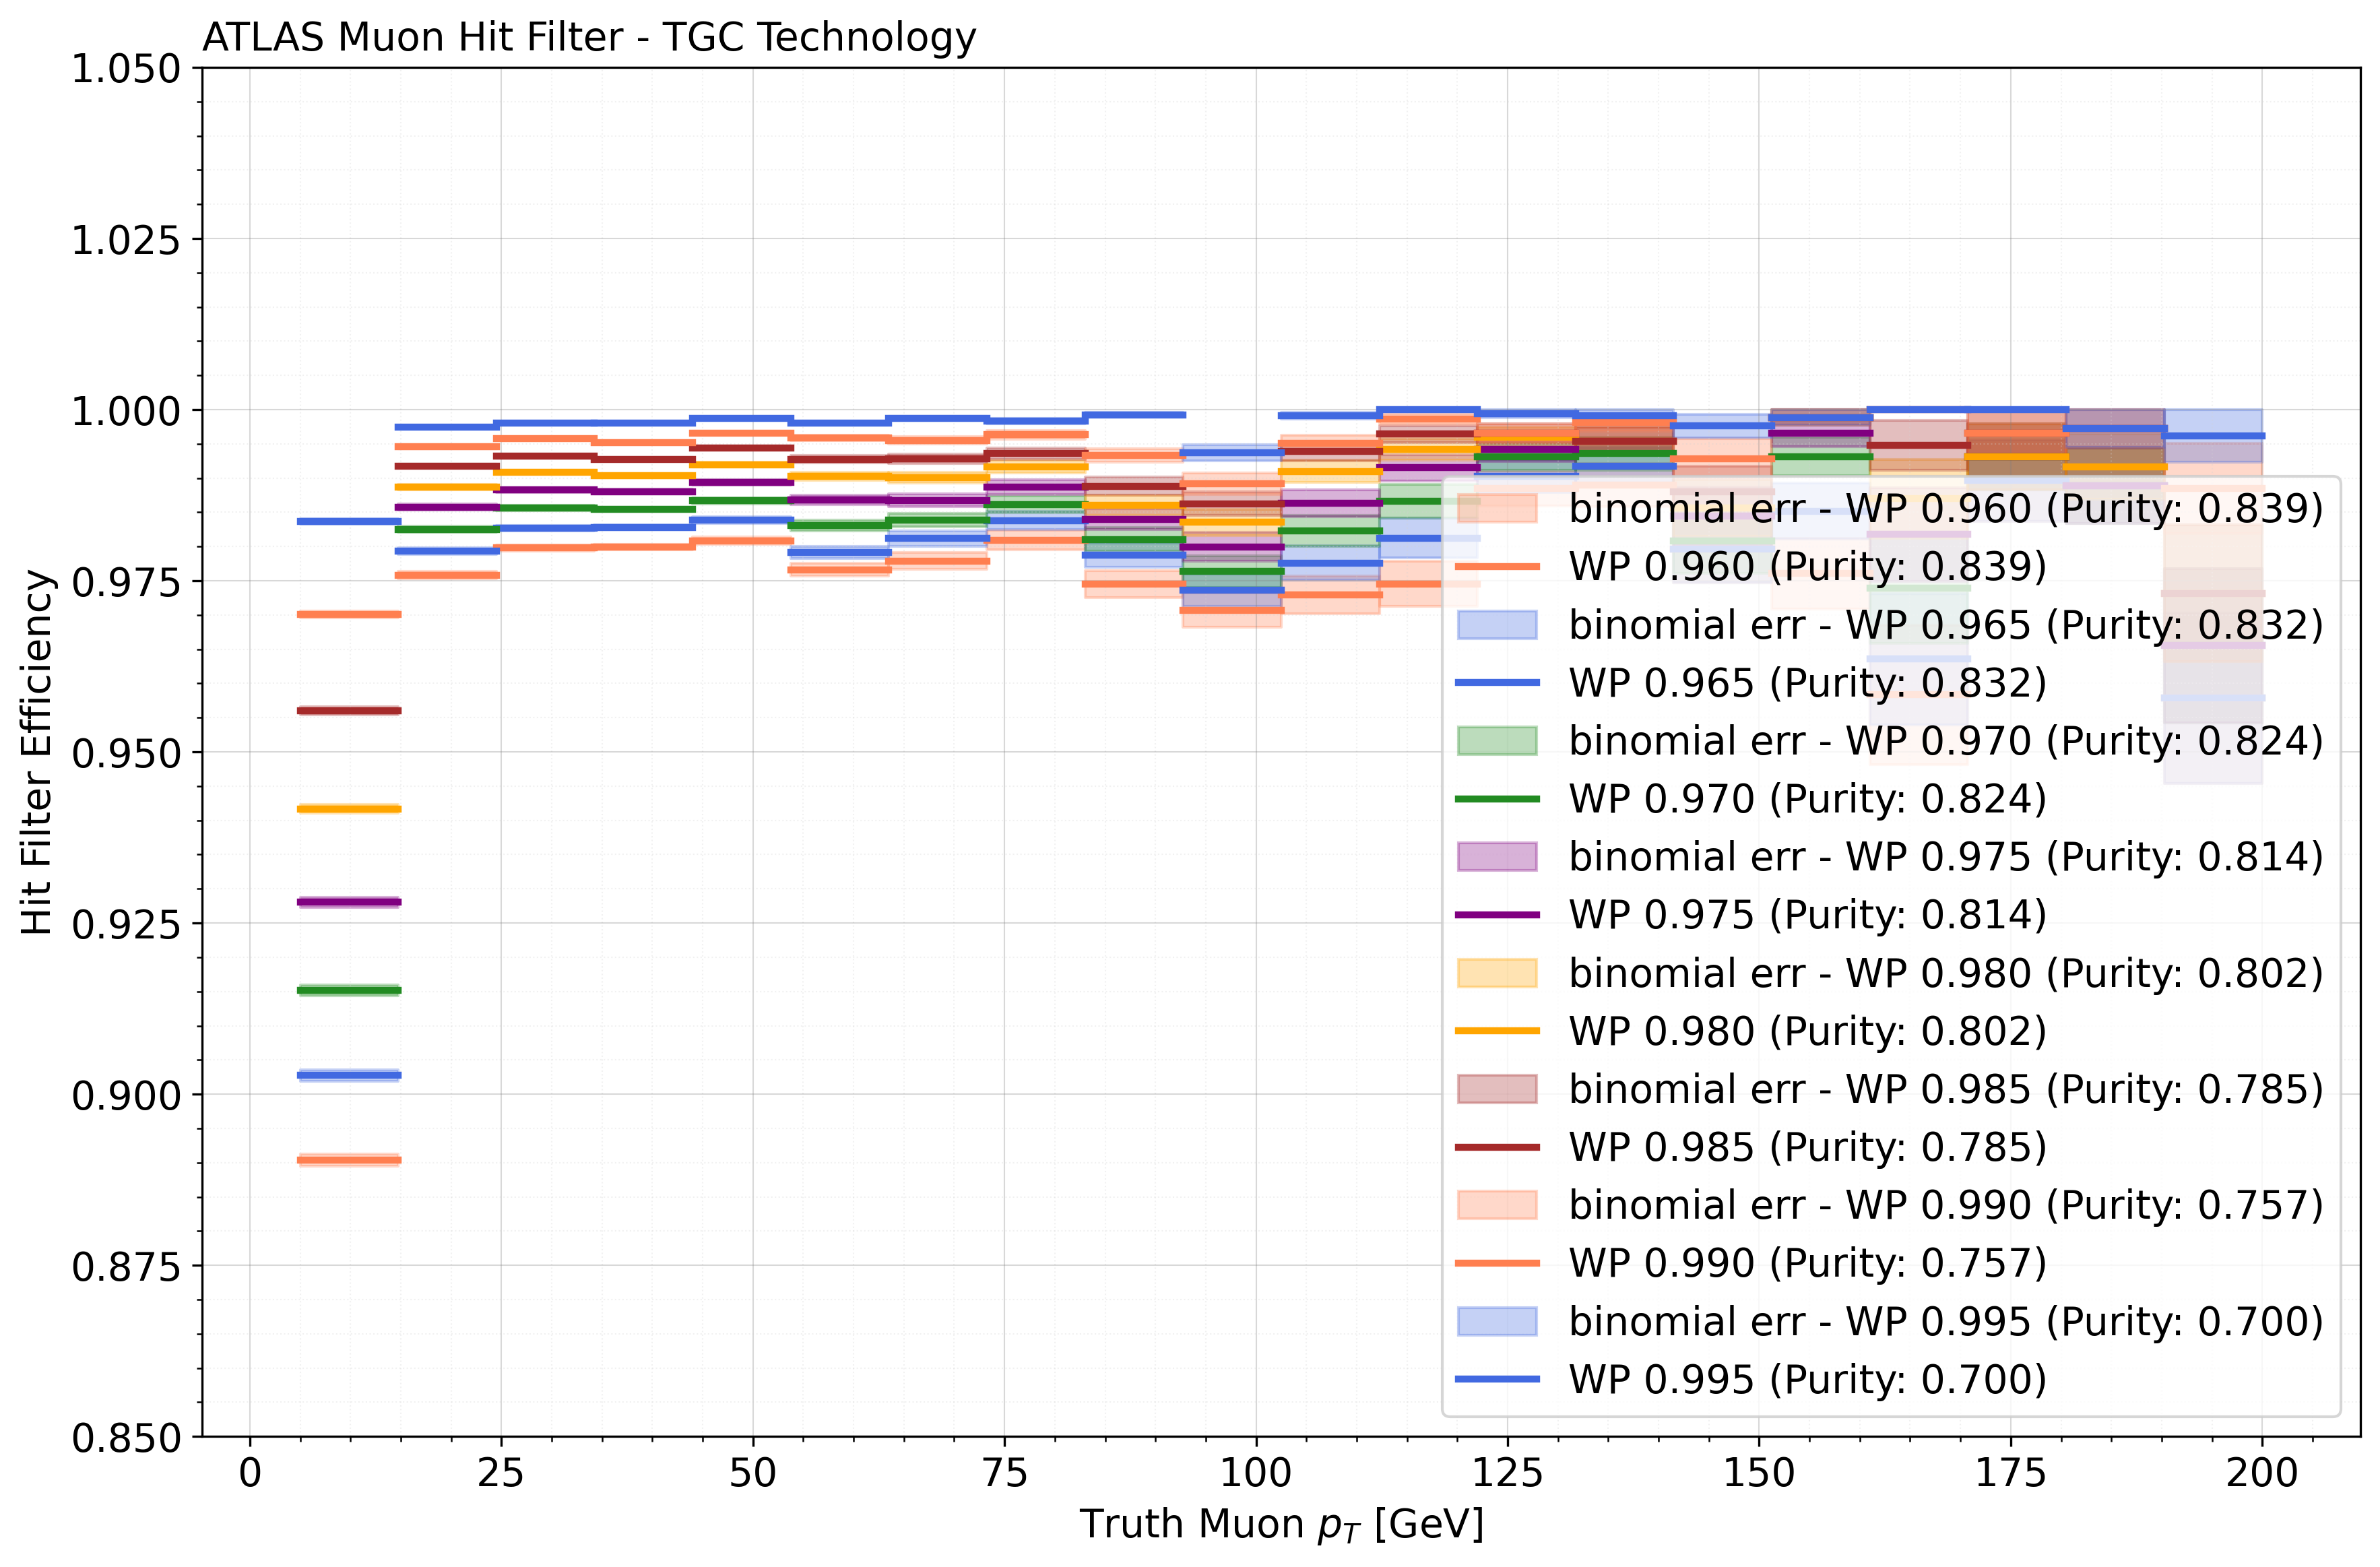 ATLAS Muon Hit Filter - TGC Technology
1.050
1.025
1.000
0.975
0.950
0.925
0.900
0.875
0.850
Hit Filter Efficiency
binomial err - WP 0.960 (Purity: 0.839)
WP 0.960 (Purity: 0.839)
binomial err - WP 0.965 (Purity: 0.832)
WP 0.965 (Purity: 0.832)
binomial err - WP 0.970 (Purity: 0.824)
WP 0.970 (Purity: 0.824)
binomial err - WP 0.975 (Purity: 0.814)
WP 0.975 (Purity: 0.814)
binomial err - WP 0.980 (Purity: 0.802)
WP 0.980 (Purity: 0.802)
binomial err - WP 0.985 (Purity: 0.785)
WP 0.985 (Purity: 0.785)
binomial err - WP 0.990 (Purity: 0.757)
WP 0.990 (Purity: 0.757)
binomial err - WP 0.995 (Purity: 0.700)
WP 0.995 (Purity: 0.700)
0 25 50 75 100 125 150 175 200
Truth Muon p_T [GeV]